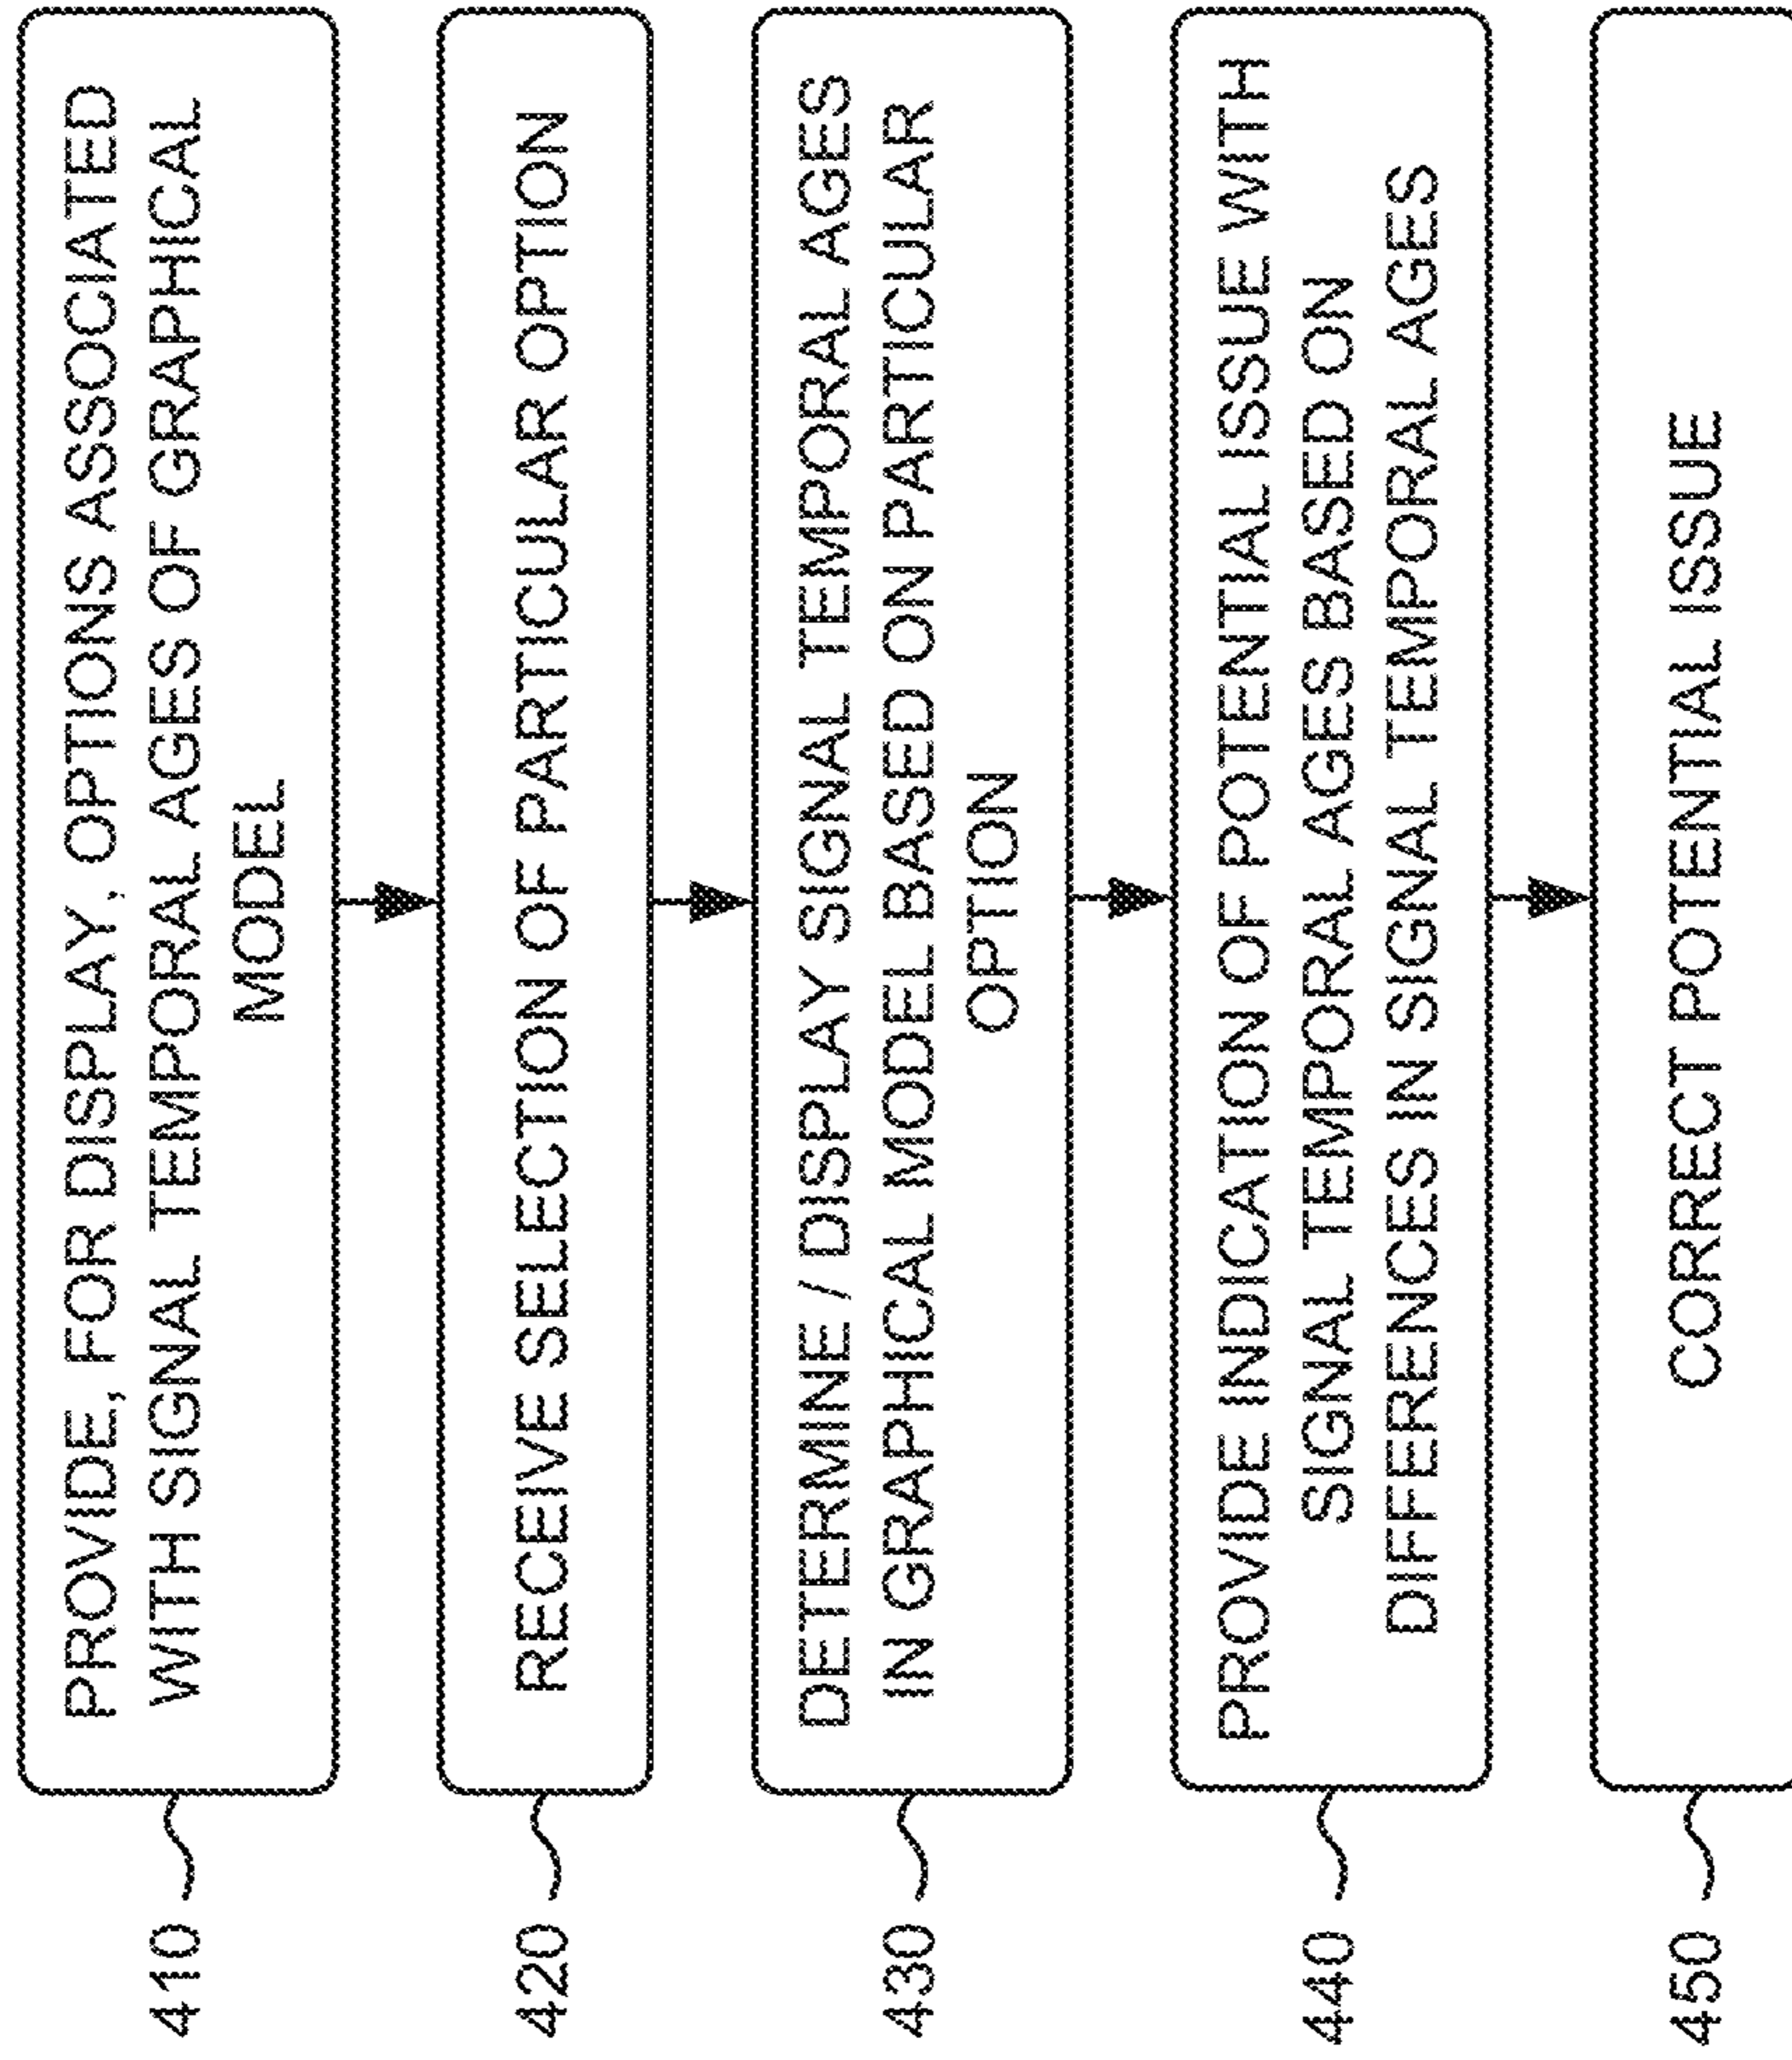 410
PROVIDE, FOR DISPLAY, OPTIONS ASSOCIATED
WITH SIGNAL TEMPORAL AGES OF GRAPHICAL
MODEL
420
RECEIVE SELECTION OF PARTICULAR OPTION
430
DETERMINE / DISPLAY SIGNAL TEMPORAL AGES
IN GRAPHICAL MODEL BASED ON PARTICULAR
OPTION
440
PROVIDE INDICATION OF POTENTIAL ISSUE WITH
SIGNAL TEMPORAL AGES BASED ON
DIFFERENCES IN SIGNAL TEMPORAL AGES
450
CORRECT POTENTIAL ISSUE